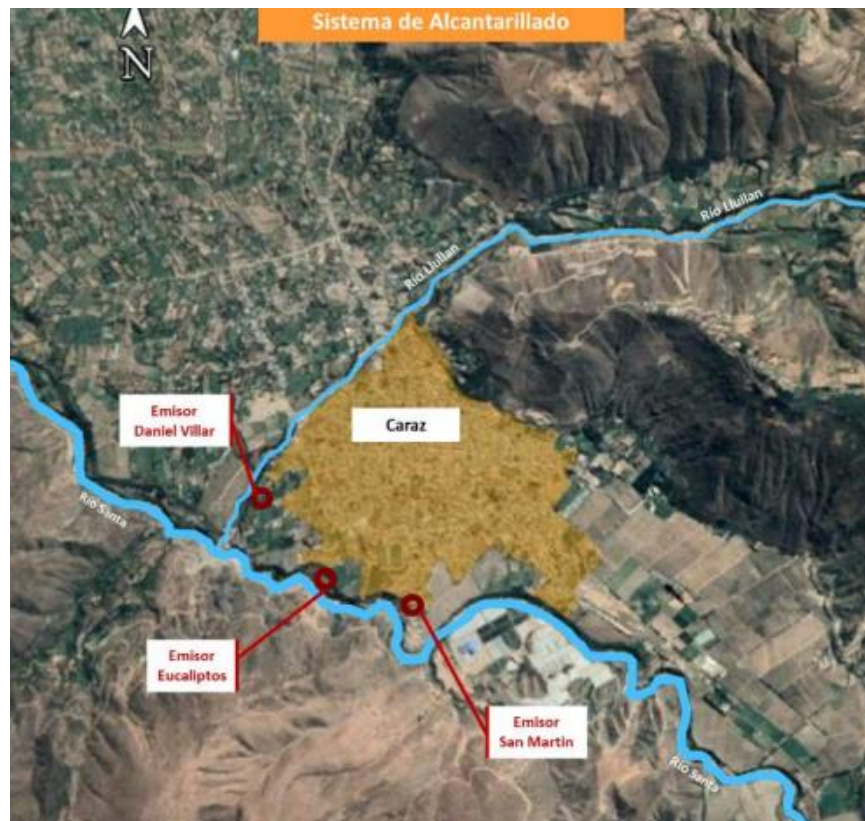 Sistema de Alcantarillado
N
Río Llullan
Río Llullan
Emisor
Daniel Villar
Caraz
Río Santa
Emisor
Eucaliptos
Emisor
San Martin
Río Santa